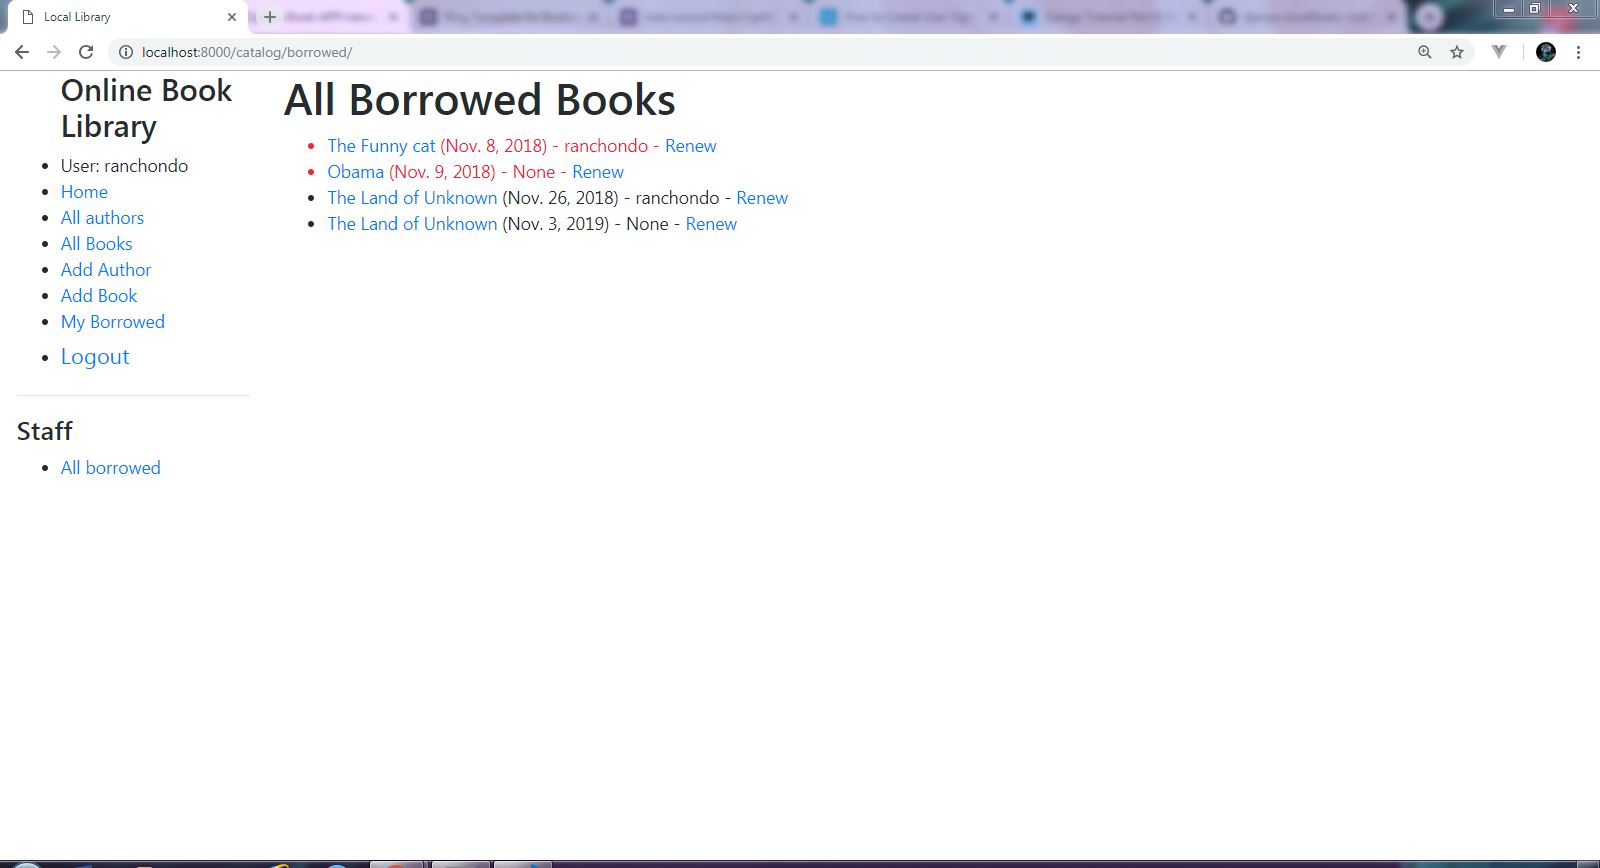 Local Library
localhost:8000/catalog/borrowed/
Online Book
Library
User: ranchondo
Home
All authors
All Books
Add Author
Add Book
My Borrowed
Logout
Staff
All borrowed
All Borrowed Books
The Funny cat (Nov. 8, 2018) - ranchondo - Renew
Obama (Nov. 9, 2018) - None - Renew
The Land of Unknown (Nov. 26, 2018) - ranchondo - Renew
The Land of Unknown (Nov. 3, 2019) - None - Renew